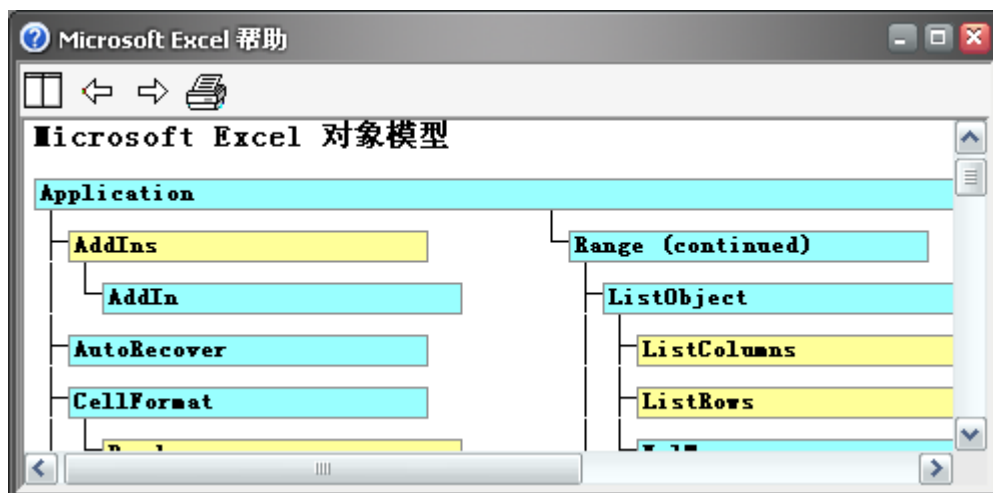 Microsoft Excel 帮助
Microsoft Excel 对象模型
Application
AddIns
AddIn
AutoRecover
CellFormat
Range (continued)
ListObject
ListColumns
ListRows